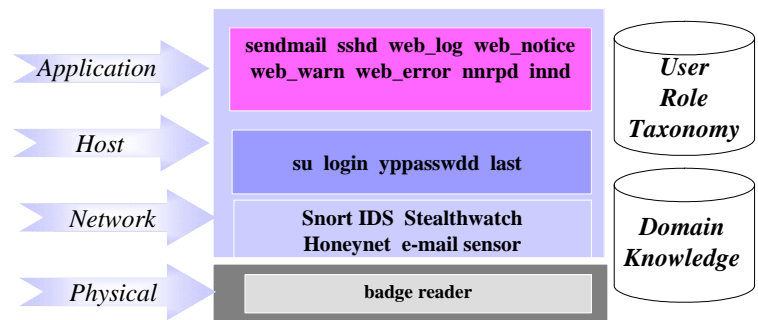 Application
sendmail sshd web_log web_notice
web_warn web_error nnrpd innd
User
Role
Taxonomy
Host
su login yppasswdd last
Network
Snort IDS Stealthwatch
Honeynet e-mail sensor
Domain
Knowledge
Physical
badge reader